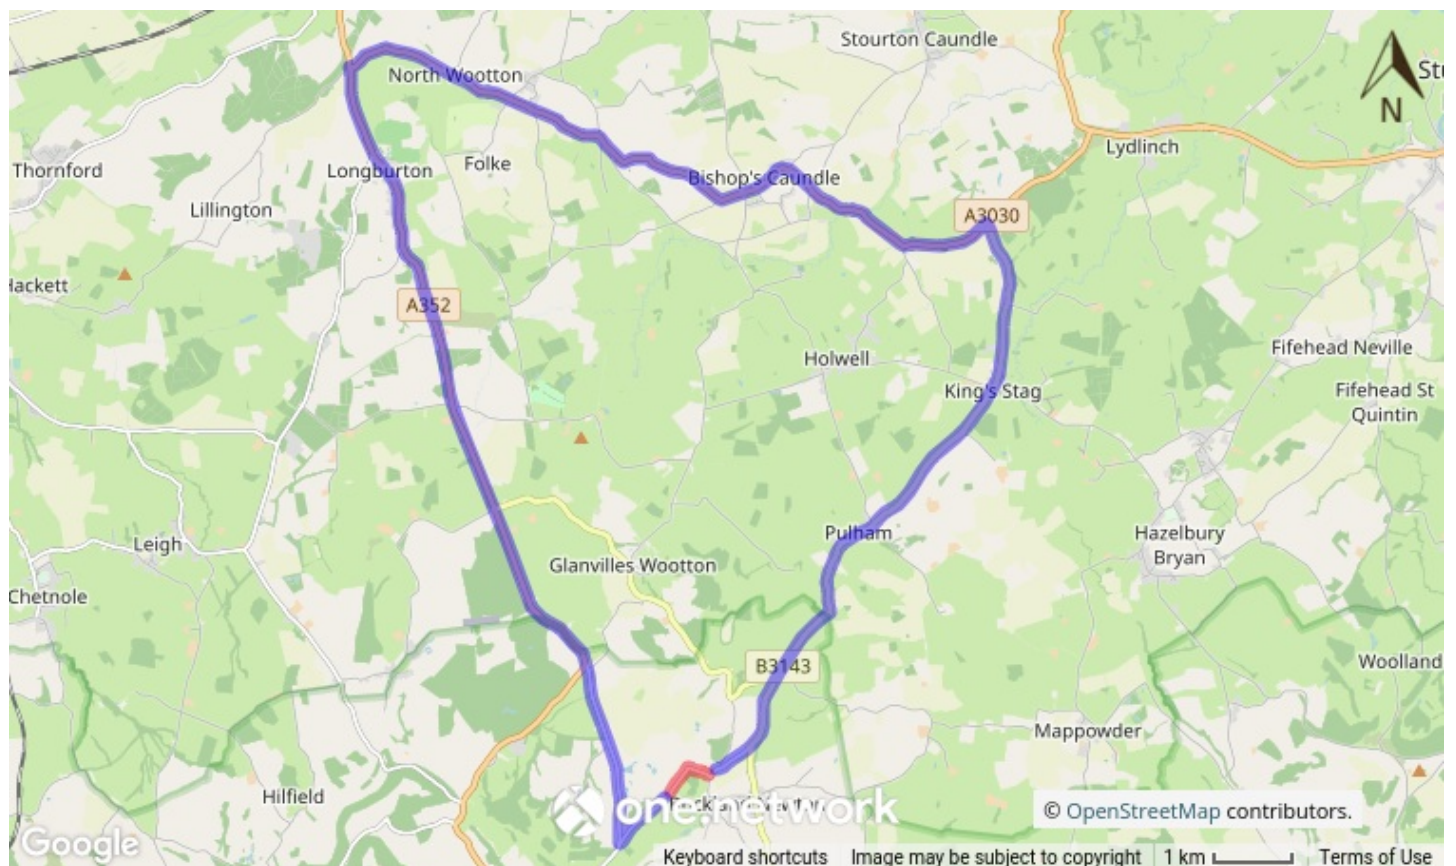 Stourton Caundle
North Wootton
N
Thornford
Longburton
Folke
Lydlinch
Bishop's Caundle
Lillington
A3030
Hackett
A352
Holwell
Fifehead Neville
King's Stag
Fifehead St
Quintin
Leigh
Pulham
Hazelbury
Bryan
Glanvilles Wootton
Chetnole
B3143
Woolland
Mappowder
Hilfield
one.network
© OpenStreetMap contributors.
Google
Keyboard shortcuts
Image may be subject to copyright
1 km
Terms of Use